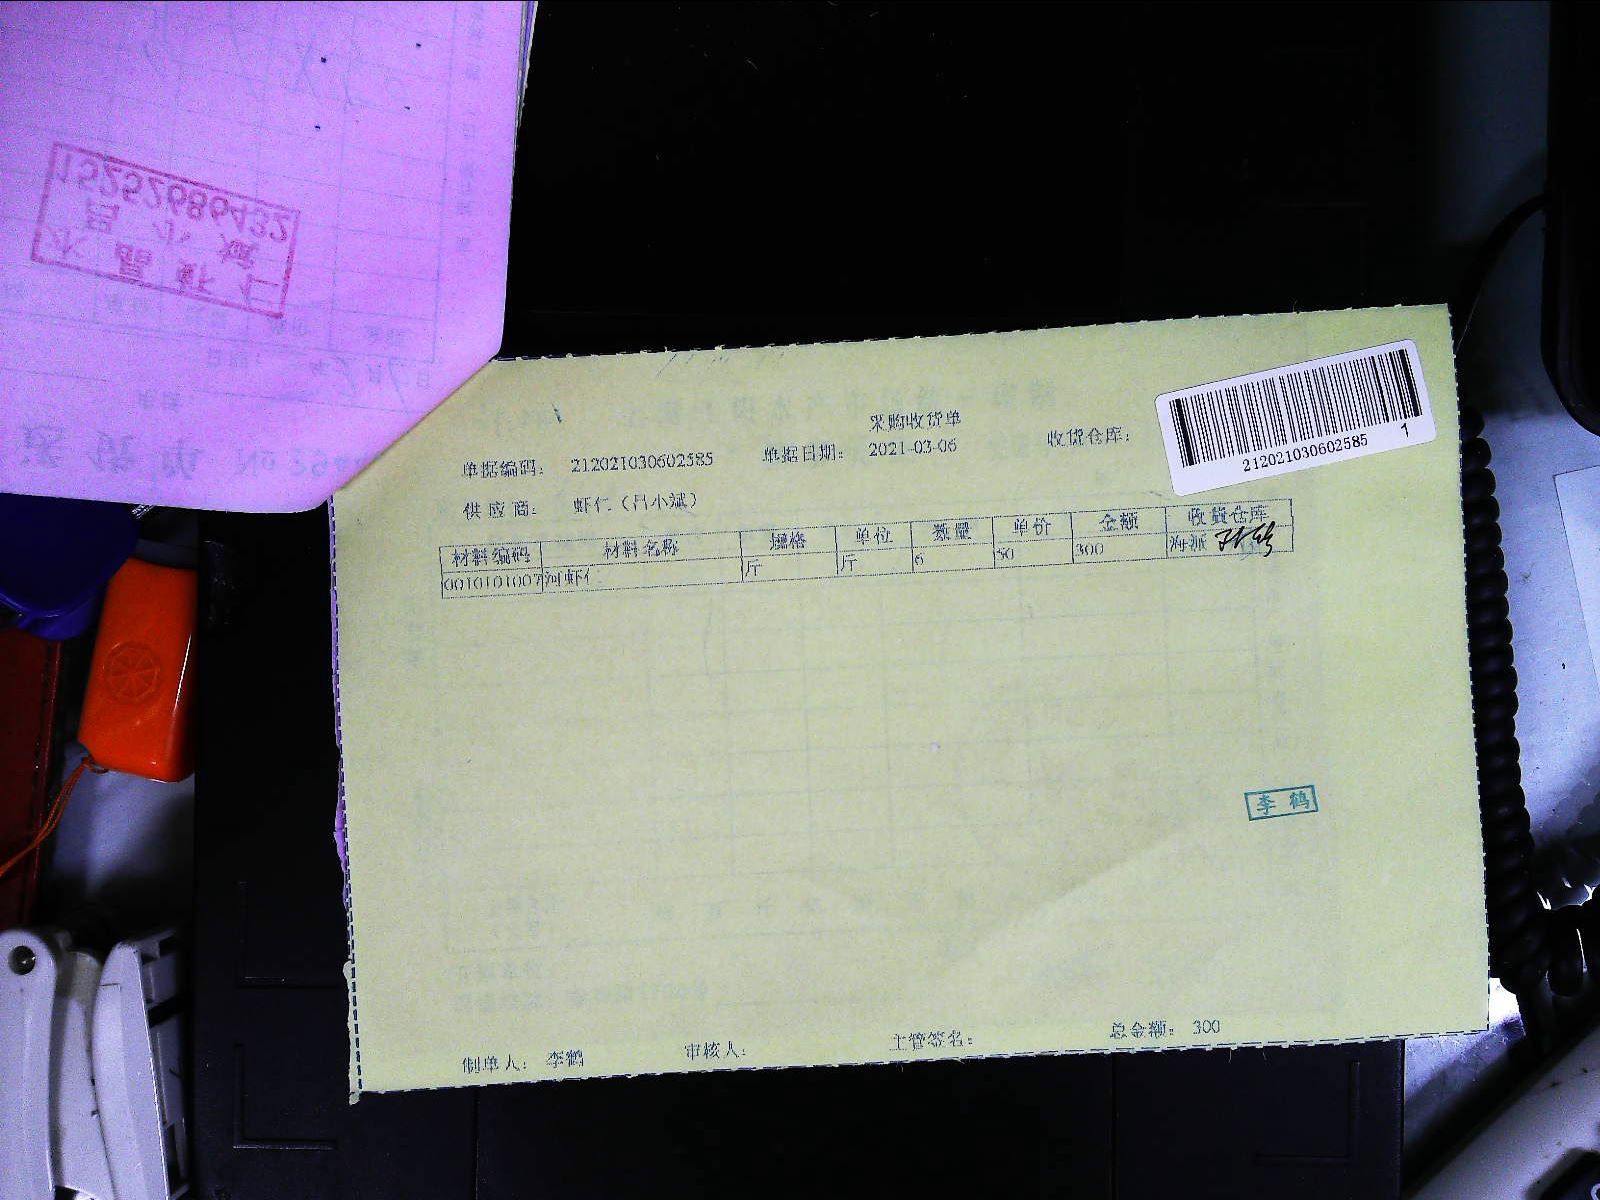 15252686432
采购收货单
单据编码： 212021030602585 单据日期： 2021-03-06 收货仓库：
212021030602585 1
供应商： 虾仁（吕小斌）
材料编码 材料名称 规格 单位 数量 单价 金额 收货仓库
0010101007 河虾仁 斤 斤 6 50 300 海派
李鹤
制单人： 李鹤 审核人： 主管签名： 总金额： 300